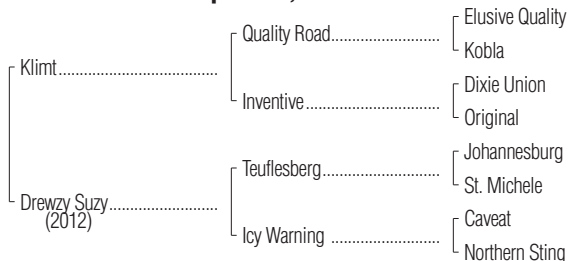 Elusive Quality
Quality Road
Kobla
Klimt
Dixie Union
Inventive
Original
Johannesburg
Teuflesberg
St. Michele
Drewzy Suzy
(2012)
Caveat
Icy Warning
Northern Sting